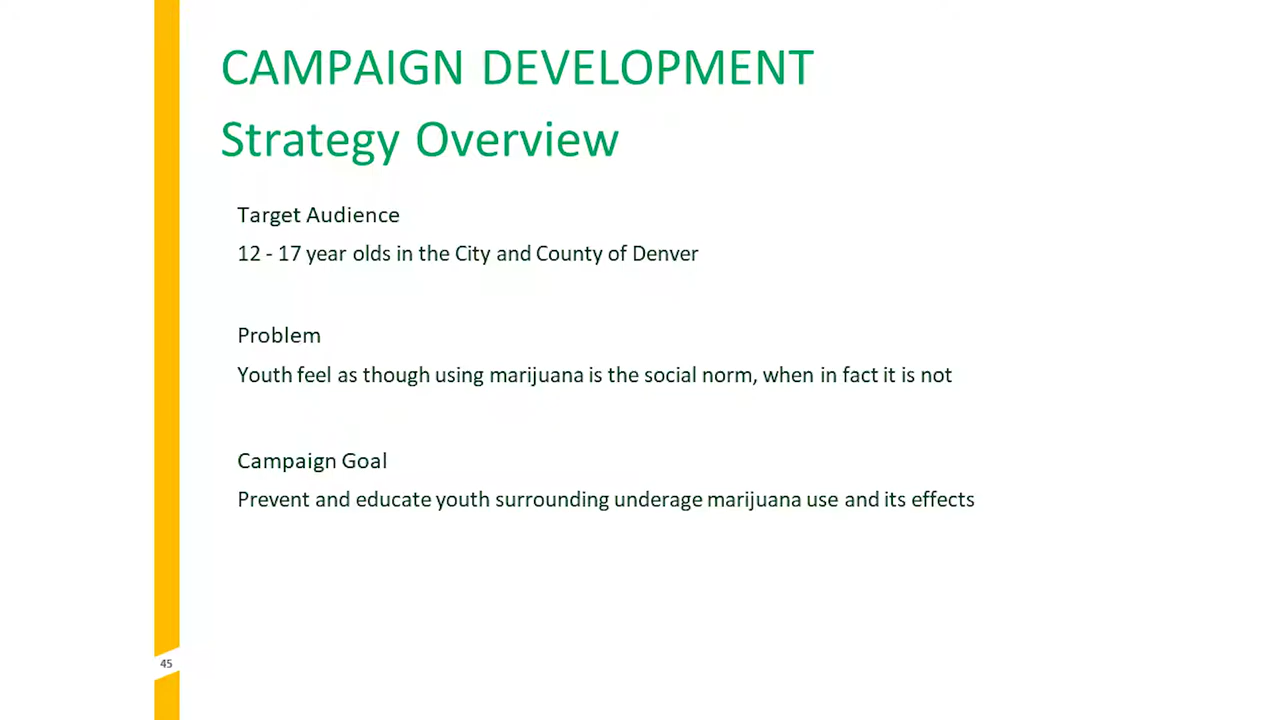 CAMPAIGN DEVELOPMENT
Strategy Overview
Target Audience
12 - 17 year olds in the City and County of Denver
Problem
Youth feel as though using marijuana is the social norm, when in fact it is not
Campaign Goal
Prevent and educate youth surrounding underage marijuana use and its effects
45